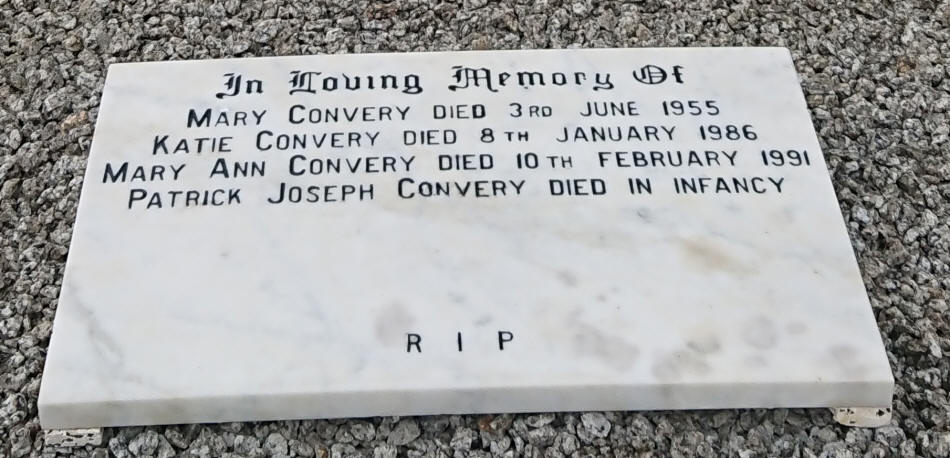 In Loving Memory Of
MARY CONVERY DIED 3RD JUNE 1955
KATIE CONVERY DIED 8TH JANUARY 1986
MARY ANN CONVERY DIED 10TH FEBRUARY 1991
PATRICK JOSEPH CONVERY DIED IN INFANCY
R I P